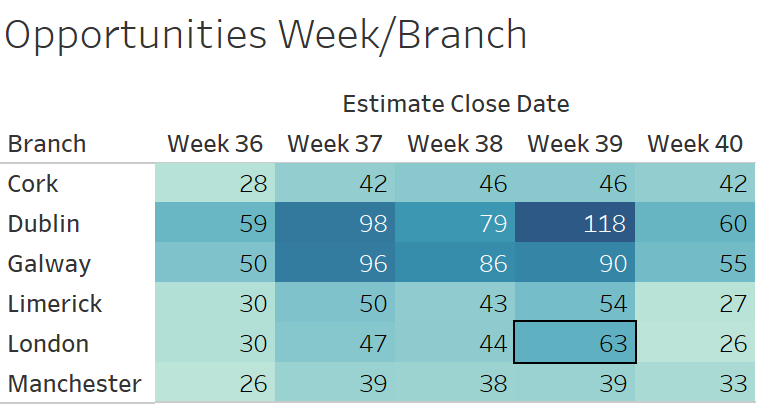 Opportunities Week/Branch
Estimate Close Date
Branch Week 36 Week 37 Week 38 Week 39 Week 40
Cork 28 42 46 46 42
Dublin 59 98 79 118 60
Galway 50 96 86 90 55
Limerick 30 50 43 54 27
London 30 47 44 63 26
Manchester 26 39 38 39 33